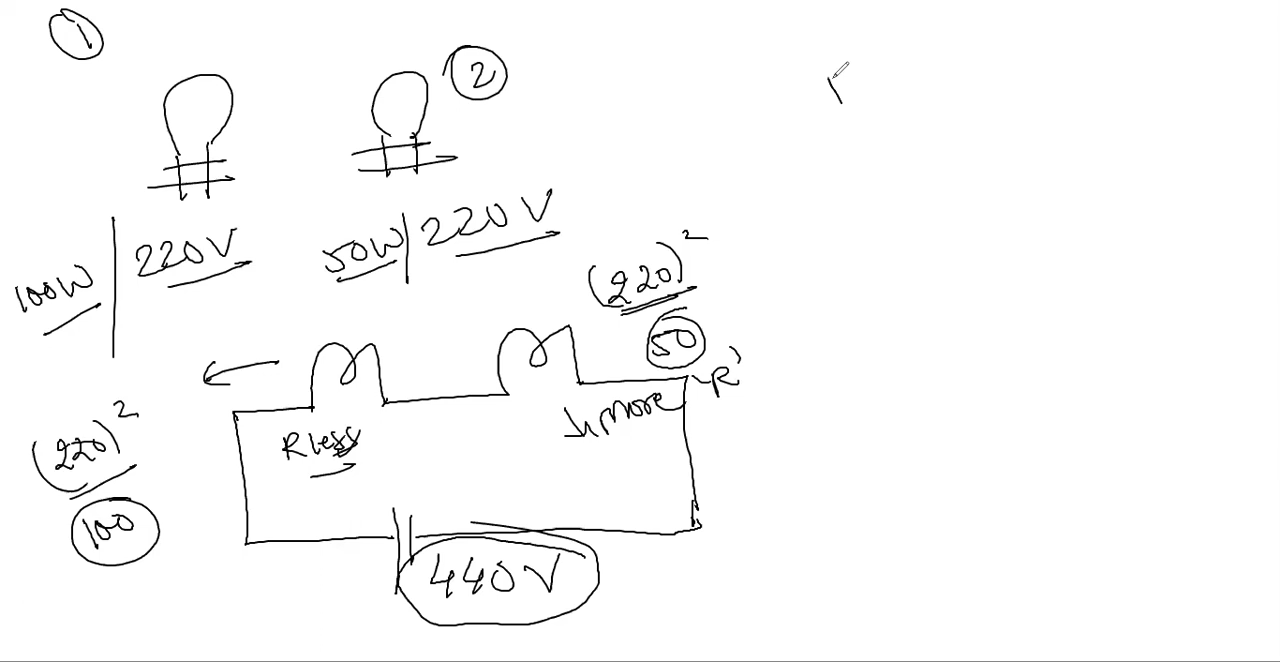 1
2
100W | 220V
50W | 220V
(220)²
50
R less
more
R
(220)²
100
440V